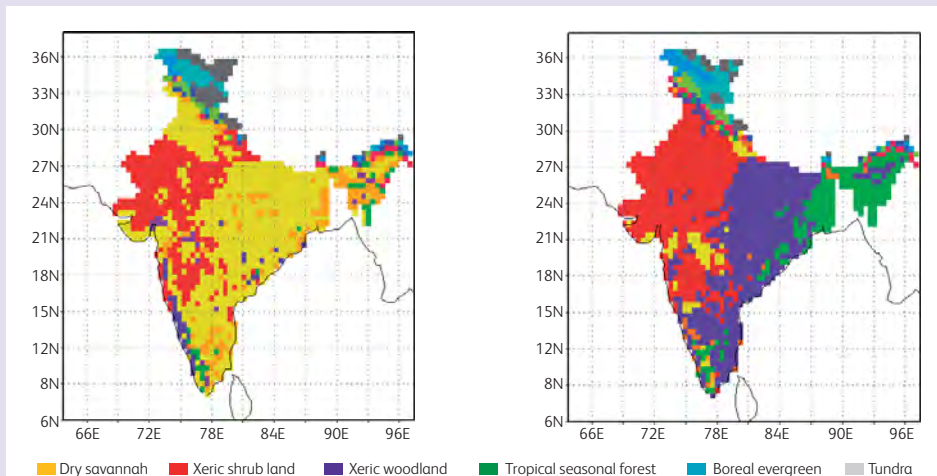 36N
33N
30N
27N
24N
21N
18N
15N
12N
9N
6N
66E 72E 78E 84E 90E 96E
36N
33N
30N
27N
24N
21N
18N
15N
12N
8N
6N
66E 72E 78E 84E 90E 96E
Dry savannah Xeric shrub land Xeric woodland Tropical seasonal forest Boreal evergreen Tundra